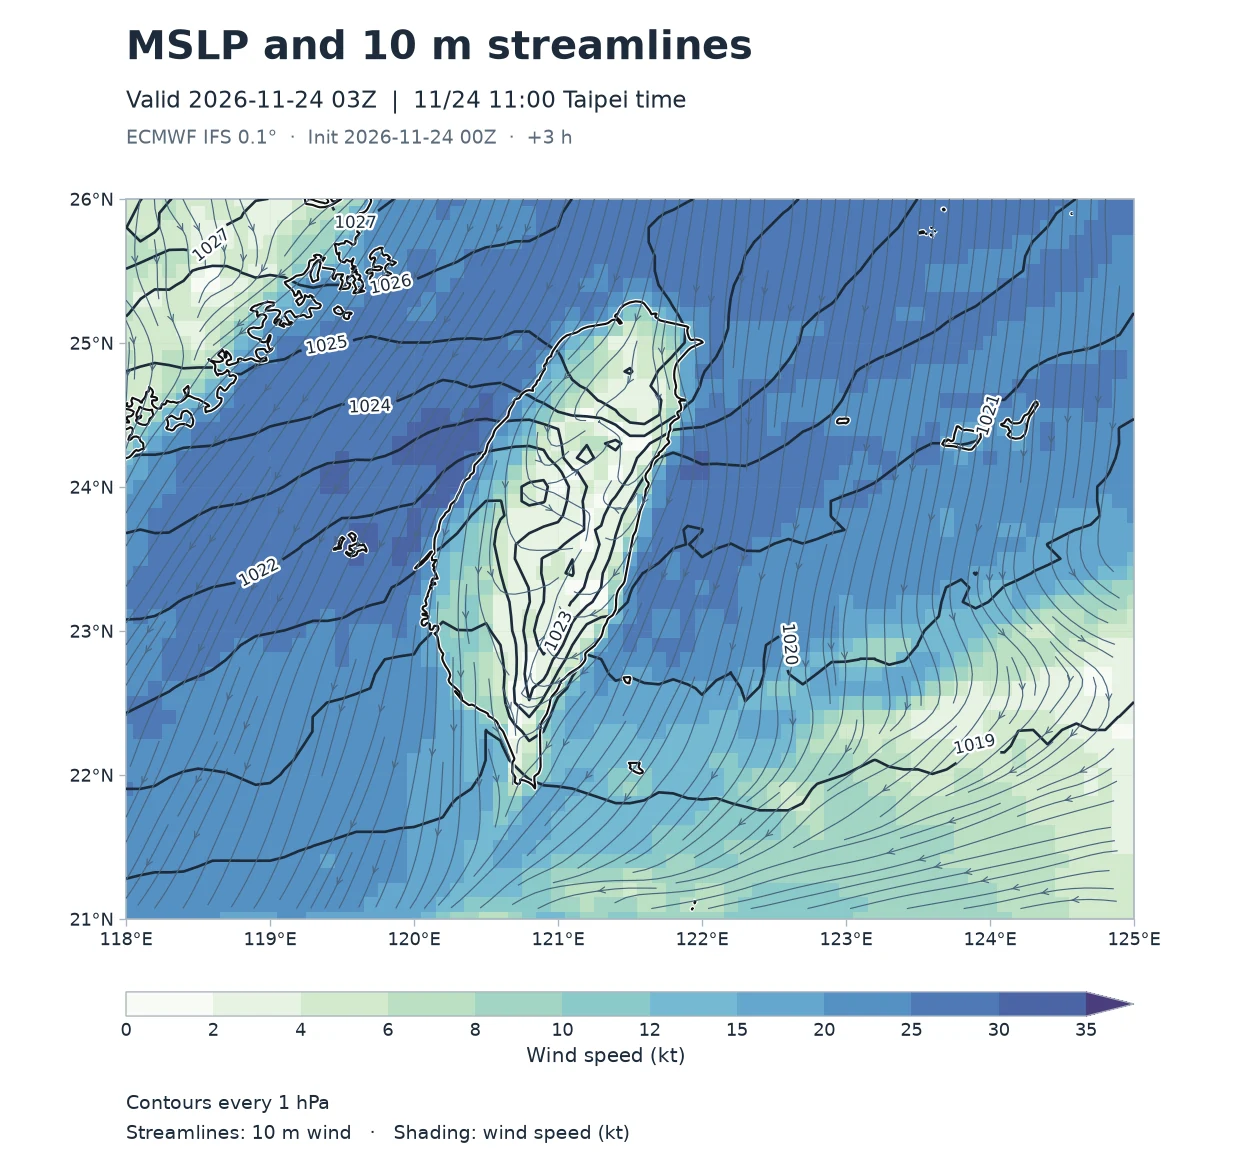 MSLP and 10 m streamlines
Valid 2026-11-24 03Z | 11/24 11:00 Taipei time
ECMWF IFS 0.1° · Init 2026-11-24 00Z · +3 h
26°N
25°N
24°N
23°N
22°N
21°N
1027
1027
1026
1025
1024
1021
1022
1023
1020
1019
118°E 119°E 120°E 121°E 122°E 123°E 124°E 125°E
0 2 4 6 8 10 12 15 20 25 30 35
Wind speed (kt)
Contours every 1 hPa
Streamlines: 10 m wind · Shading: wind speed (kt)